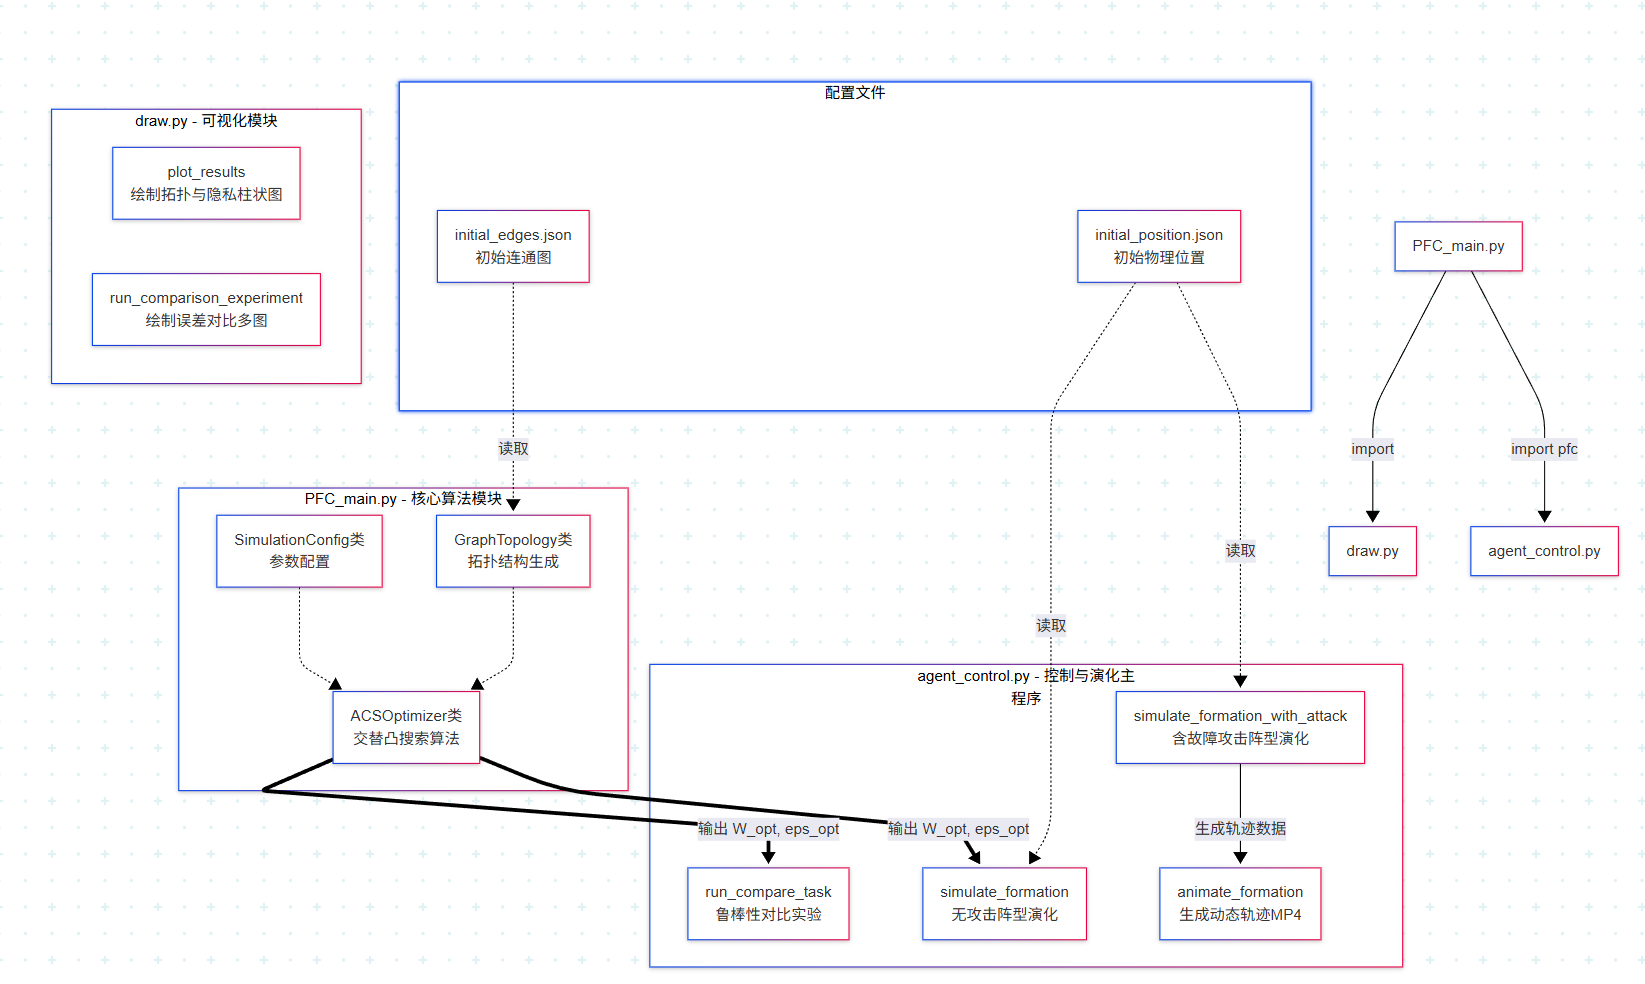 配置文件
draw.py - 可视化模块
plot_results
绘制拓扑与隐私柱状图
run_comparison_experiment
绘制误差对比多图
initial_edges.json
初始连通图
initial_position.json
初始物理位置
PFC_main.py
读取
import
import pfc
draw.py
agent_control.py
PFC_main.py - 核心算法模块
SimulationConfig类
参数配置
GraphTopology类
拓扑结构生成
读取
读取
ACSOptimizer类
交替凸搜索算法
agent_control.py - 控制与演化主
程序
simulate_formation_with_attack
含故障攻击阵型演化
输出 W_opt, eps_opt
输出 W_opt, eps_opt
生成轨迹数据
run_compare_task
鲁棒性对比实验
simulate_formation
无攻击阵型演化
animate_formation
生成动态轨迹MP4